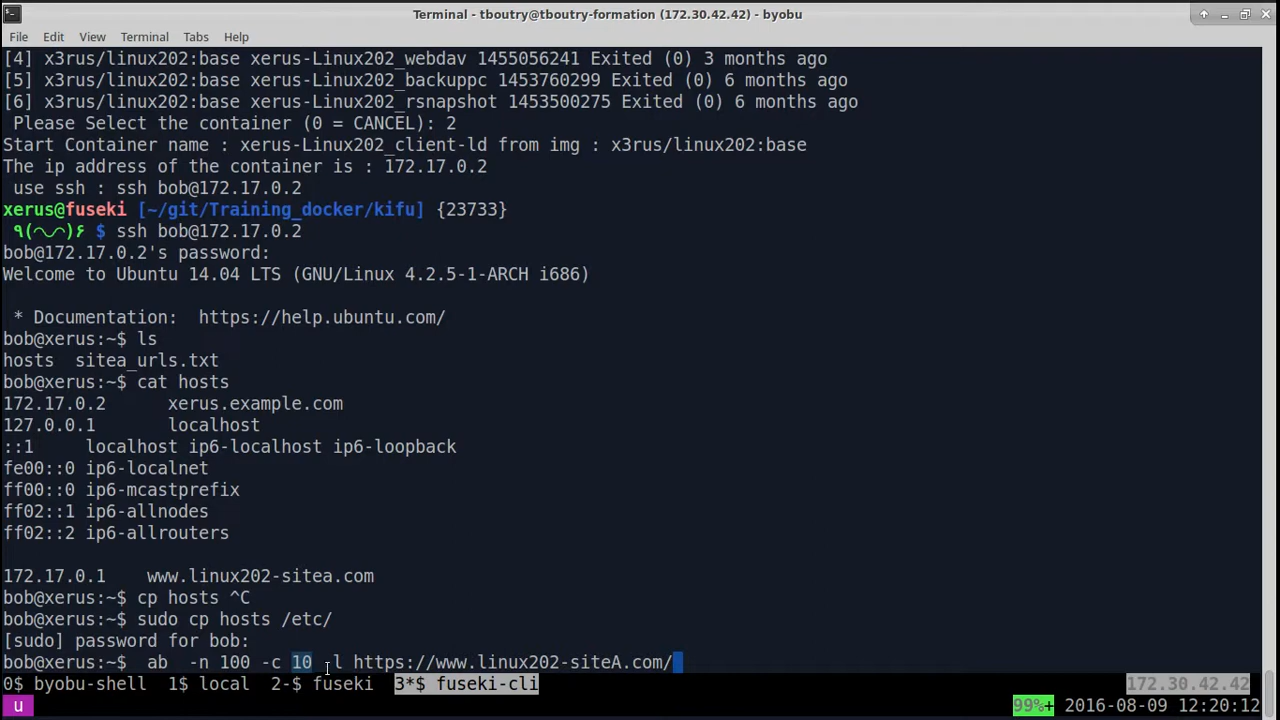 Terminal - tboutry@tboutry-formation (172.30.42.42) - byobu
File Edit View Terminal Tabs Help
[4] x3rus/linux202:base xerus-Linux202_webdav 1455056241 Exited (0) 3 months ago
[5] x3rus/linux202:base xerus-Linux202_backuppc 1453760299 Exited (0) 6 months ago
[6] x3rus/linux202:base xerus-Linux202_rsnapshot 1453500275 Exited (0) 6 months ago
Please Select the container (0 = CANCEL): 2
Start Container name : xerus-Linux202_client-ld from img : x3rus/linux202:base
The ip address of the container is : 172.17.0.2
use ssh : ssh bob@172.17.0.2
xerus@fuseki [~/git/Training_docker/kifu] {23733}
٩(◡◡)۶ $ ssh bob@172.17.0.2
bob@172.17.0.2's password:
Welcome to Ubuntu 14.04 LTS (GNU/Linux 4.2.5-1-ARCH i686)
* Documentation: https://help.ubuntu.com/
bob@xerus:~$ ls
hosts sitea_urls.txt
bob@xerus:~$ cat hosts
172.17.0.2 xerus.example.com
127.0.0.1 localhost
::1 localhost ip6-localhost ip6-loopback
fe00::0 ip6-localnet
ff00::0 ip6-mcastprefix
ff02::1 ip6-allnodes
ff02::2 ip6-allrouters
172.17.0.1 www.linux202-sitea.com
bob@xerus:~$ cp hosts ^C
bob@xerus:~$ sudo cp hosts /etc/
[sudo] password for bob:
bob@xerus:~$ ab -n 100 -c 10 -l https://www.linux202-siteA.com/
0$ byobu-shell 1$ local 2-$ fuseki 3*$ fuseki-cli 172.30.42.42
u 99%+ 2016-08-09 12:20:12